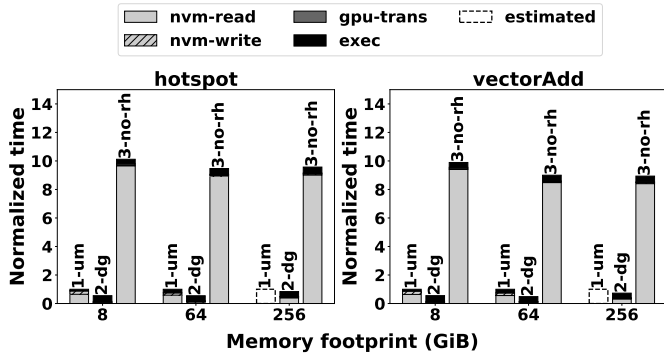 nvm-read gpu-trans estimated
nvm-write exec
hotspot
Normalized time
14
12
10
8
6
4
2
0
1-um 2-dg 3-no-rh
1-um 2-dg 3-no-rh
1-um 2-dg 3-no-rh
8 64 256
vectorAdd
Normalized time
14
12
10
8
6
4
2
0
1-um 2-dg 3-no-rh
1-um 2-dg 3-no-rh
1-um 2-dg 3-no-rh
8 64 256
Memory footprint (GiB)